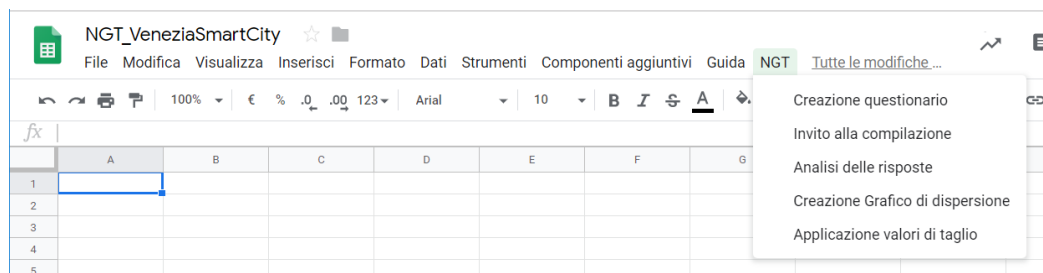 NGT_VeneziaSmartCity
File Modifica Visualizza Inserisci Formato Dati Strumenti Componenti aggiuntivi Guida NGT Tutte le modifiche ...
100% € % .0 .00 123 Arial 10 B I S A
fx
A B C D E F G
1
2
3
4
5
Creazione questionario
Invito alla compilazione
Analisi delle risposte
Creazione Grafico di dispersione
Applicazione valori di taglio